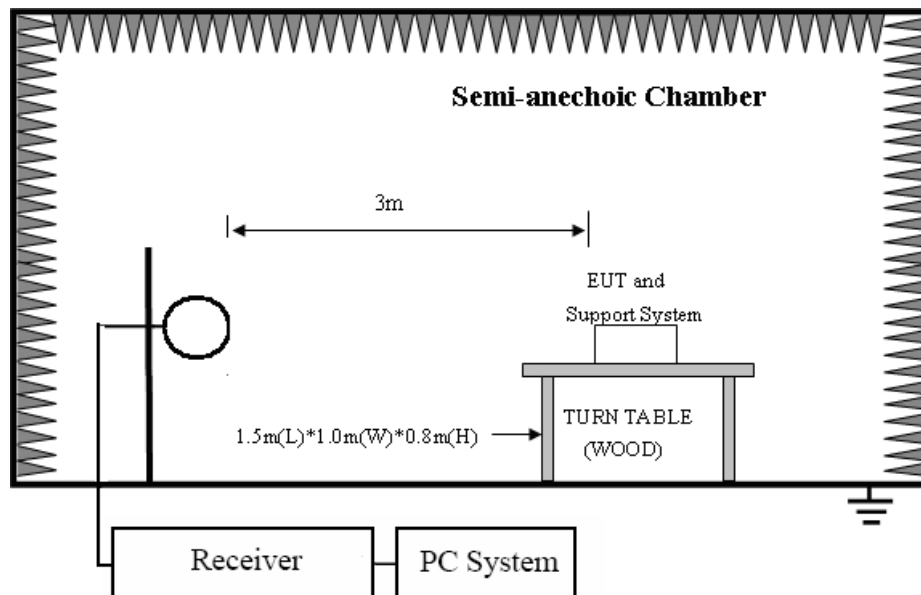 Semi-anechoic Chamber
3m
EUT and
Support System
1.5m(L)*1.0m(W)*0.8m(H)
TURN TABLE
(WOOD)
Receiver
PC System